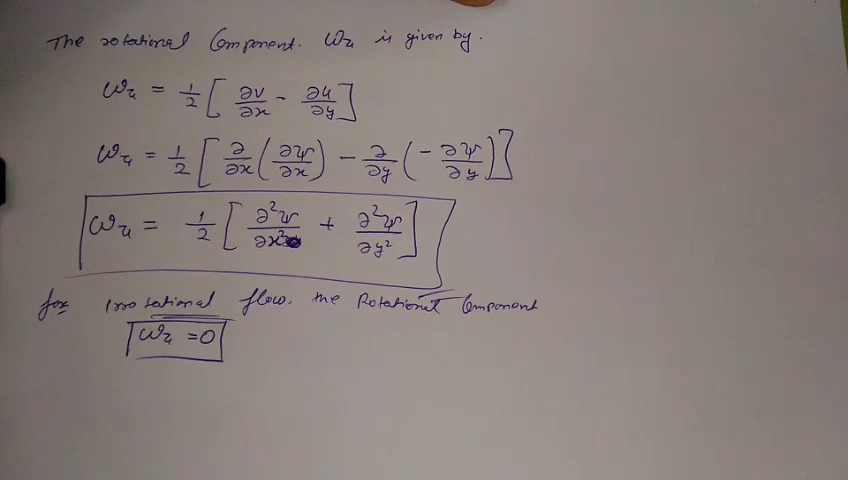 The rotational Component. ωz is given by.
ωz = 1/2 [ ∂v/∂x - ∂u/∂y ]
ωz = 1/2 [ ∂/∂x (∂ψ/∂x) - ∂/∂y (- ∂ψ/∂y) ]
ωz = 1/2 [ ∂²ψ/∂x² + ∂²ψ/∂y² ]
for irrotational flow. the Rotational Component
ωz = 0